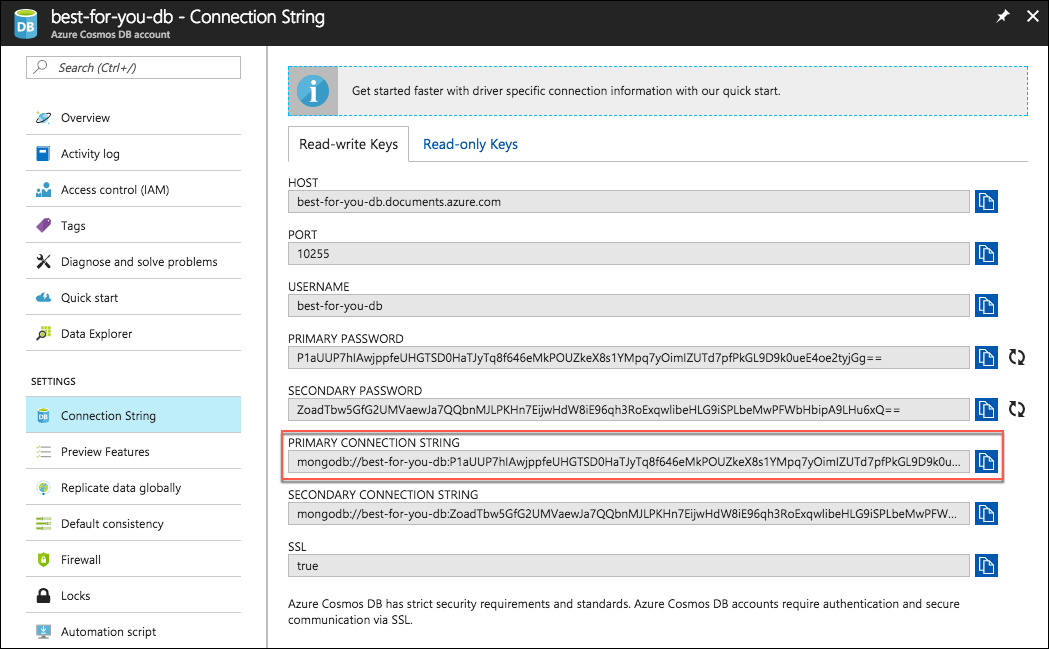 best-for-you-db - Connection String
Azure Cosmos DB account
DB
Search (Ctrl+/)
Overview
Activity log
Access control (IAM)
Tags
Diagnose and solve problems
Quick start
Data Explorer
SETTINGS
Connection String
Preview Features
Replicate data globally
Default consistency
Firewall
Locks
Automation script
Get started faster with driver specific connection information with our quick start.
Read-write Keys
Read-only Keys
HOST
best-for-you-db.documents.azure.com
PORT
10255
USERNAME
best-for-you-db
PRIMARY PASSWORD
P1aUUP7hIAwjppfeUHGTSD0HaTJyTq8f646eMkPOUZkeX8s1YMpq7yOimIZUTd7pfPkGL9D9k0ueE4oe2tyjGg==
SECONDARY PASSWORD
ZoadTbw5GfG2UMVaewJa7QQbnMJLPKHn7EijwHdW8iE96qh3RoExqwlibeHLG9iSPLbeMwPFWbHbipA9LHu6xQ==
PRIMARY CONNECTION STRING
mongodb://best-for-you-db:P1aUUP7hIAwjppfeUHGTSD0HaTJyTq8f646eMkPOUZkeX8s1YMpq7yOimIZUTd7pfPkGL9D9k0u...
SECONDARY CONNECTION STRING
mongodb://best-for-you-db:ZoadTbw5GfG2UMVaewJa7QQbnMJLPKHn7EijwHdW8iE96qh3RoExqwlibeHLG9iSPLbeMwPFW...
SSL
true
Azure Cosmos DB has strict security requirements and standards. Azure Cosmos DB accounts require authentication and secure
communication via SSL.